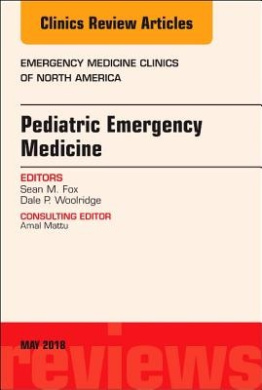 Clinics Review Articles
EMERGENCY MEDICINE CLINICS
OF NORTH AMERICA
Pediatric Emergency
Medicine
EDITORS
Sean M. Fox
Dale P. Woolridge
CONSULTING EDITOR
Amal Mattu
MAY 2018
reviews